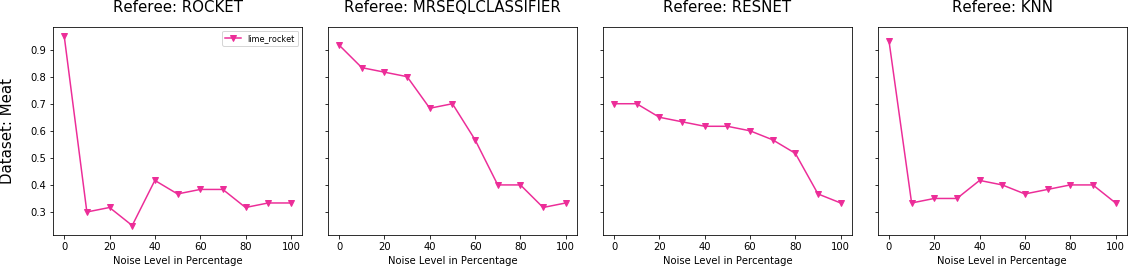 Referee: ROCKET
Referee: MRSEQLCLASSIFIER
Referee: RESNET
Referee: KNN
Dataset: Meat
lime_rocket
0.9
0.8
0.7
0.6
0.5
0.4
0.3
0 20 40 60 80 100
0 20 40 60 80 100
0 20 40 60 80 100
0 20 40 60 80 100
Noise Level in Percentage
Noise Level in Percentage
Noise Level in Percentage
Noise Level in Percentage